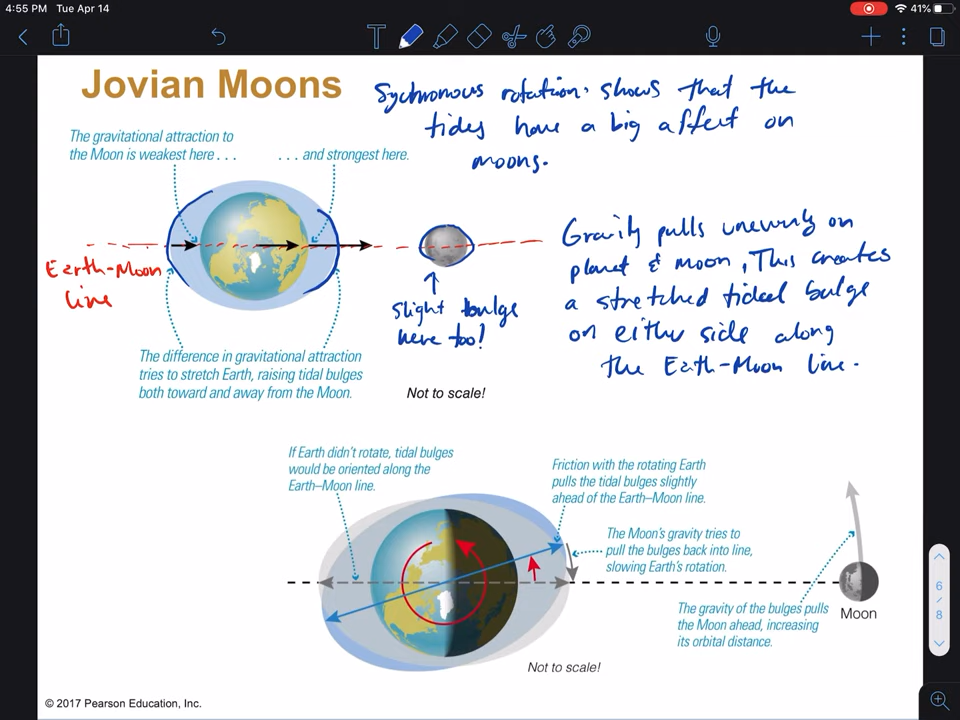 4:55 PM Tue Apr 14
41%
Jovian Moons
Sychronous rotation: shows that the
tides have a big affect on
moons.
The gravitational attraction to
the Moon is weakest here . . .
. . . and strongest here.
Earth-Moon
line
slight bulge
here too!
Gravity pulls unevenly on
planet & moon, This creates
a stretched tidal bulge
on either side along
the Earth-Moon line.
The difference in gravitational attraction
tries to stretch Earth, raising tidal bulges
both toward and away from the Moon.
Not to scale!
If Earth didn't rotate, tidal bulges
would be oriented along the
Earth–Moon line.
Friction with the rotating Earth
pulls the tidal bulges slightly
ahead of the Earth–Moon line.
The Moon's gravity tries to
pull the bulges back into line,
slowing Earth's rotation.
The gravity of the bulges pulls
the Moon ahead, increasing
its orbital distance.
Moon
Not to scale!
6
/
8
© 2017 Pearson Education, Inc.